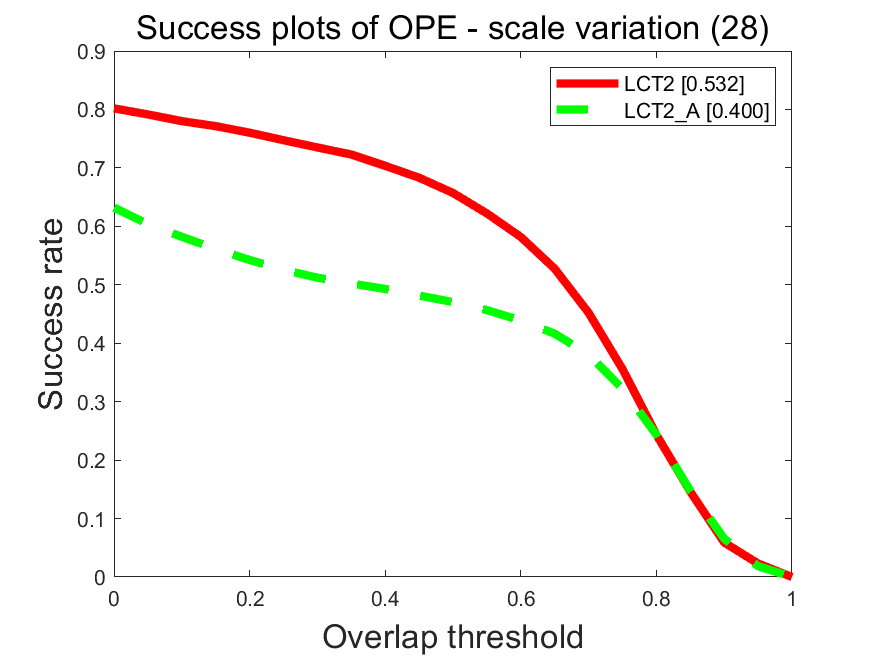 Success plots of OPE - scale variation (28)
LCT2 [0.532]
LCT2_A [0.400]
Success rate
0.9
0.8
0.7
0.6
0.5
0.4
0.3
0.2
0.1
0
0 0.2 0.4 0.6 0.8 1
Overlap threshold